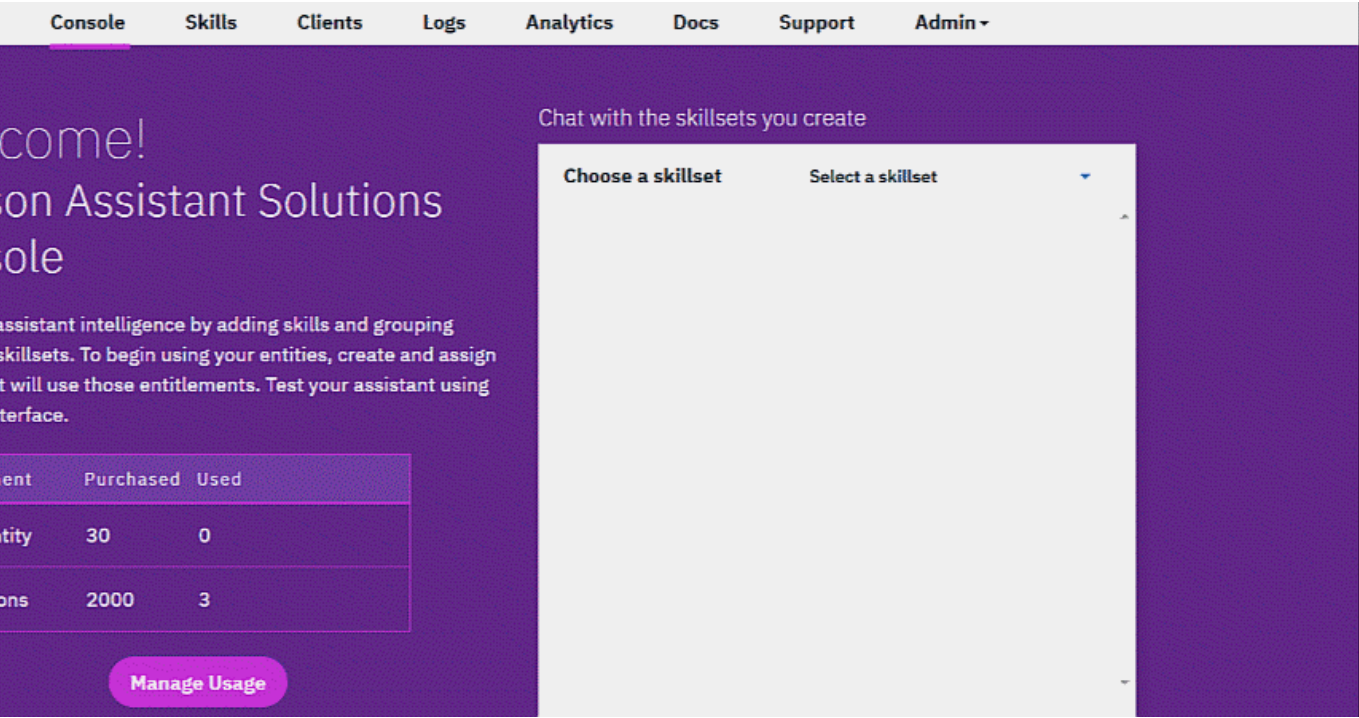 Console Skills Clients Logs Analytics Docs Support Admin
come!
son Assistant Solutions
sole
assistant intelligence by adding skills and grouping
skillsets. To begin using your entities, create and assign
t will use those entitlements. Test your assistant using
terface.
ment Purchased Used
ntity 30 0
ons 2000 3
Manage Usage
Chat with the skillsets you create
Choose a skillset Select a skillset